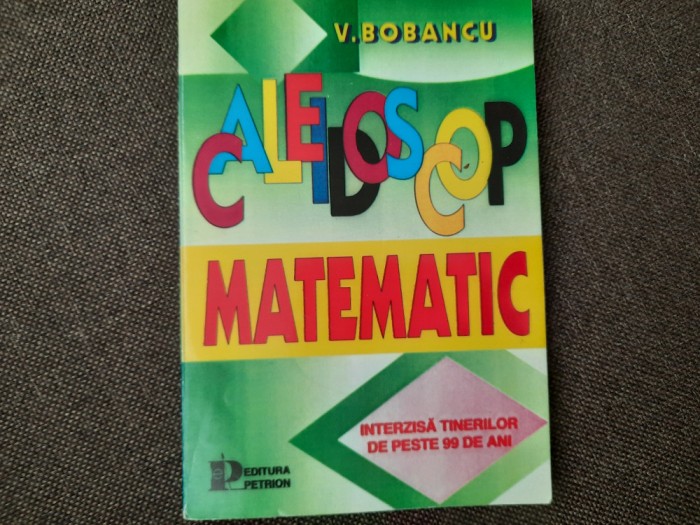 V. BOBANCU
CALEIDOSCOP
MATEMATIC
INTERZISĂ TINERILOR
DE PESTE 99 DE ANI
EDITURA
PETRION